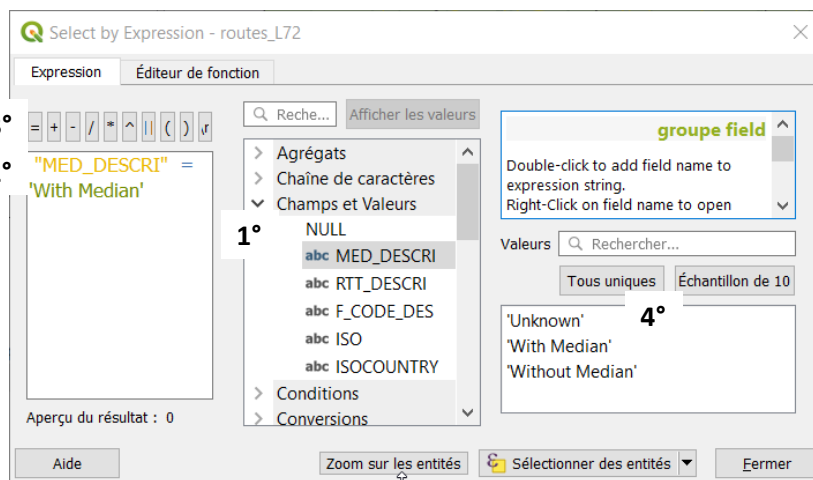 Select by Expression - routes_L72
Expression
Éditeur de fonction
= + - / * ^ || ( )
"MED_DESCRI" =
'With Median'
Aperçu du résultat : 0
Reche...
Afficher les valeurs
Agrégats
Chaîne de caractères
Champs et Valeurs
1°
NULL
abc MED_DESCRI
abc RTT_DESCRI
abc F_CODE_DES
abc ISO
abc ISOCOUNTRY
Conditions
Conversions
groupe field
Double-click to add field name to
expression string.
Right-Click on field name to open
Valeurs
Rechercher...
Tous uniques
Échantillon de 10
4°
'Unknown'
'With Median'
'Without Median'
Aide
Zoom sur les entités
Sélectionner des entités
Fermer